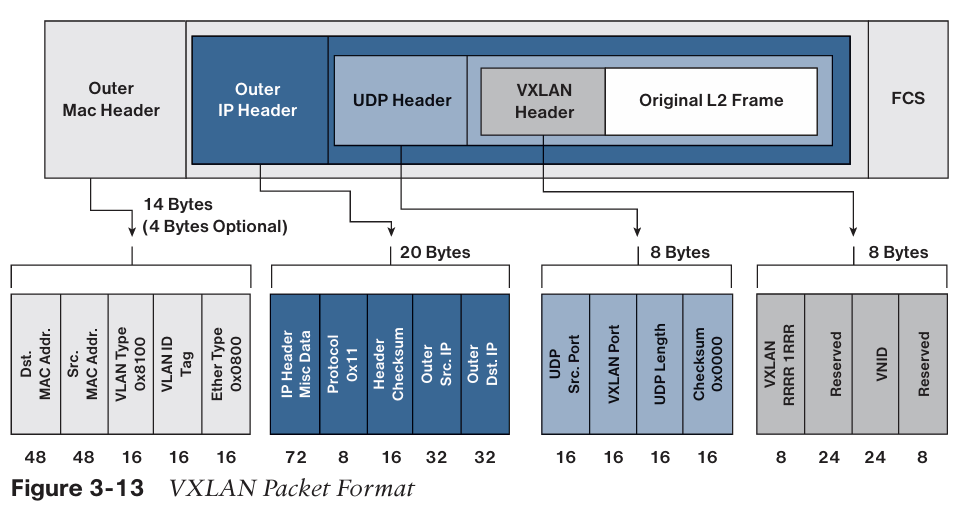 Outer
Mac Header
Outer
IP Header
UDP Header
VXLAN
Header
Original L2 Frame
FCS
14 Bytes
(4 Bytes Optional)
20 Bytes
8 Bytes
8 Bytes
Dst.
MAC Addr.
Src.
MAC Addr.
VLAN Type
0x8100
VLAN ID
Tag
Ether Type
0x0800
IP Header
Misc Data
Protocol
0x11
Header
Checksum
Outer
Src. IP
Outer
Dst. IP
UDP
Src. Port
VXLAN Port
UDP Length
Checksum
0x0000
VXLAN
RRRR 1RRR
Reserved
VNID
Reserved
48 48 16 16 16 72 8 16 32 32 16 16 16 16 8 24 24 8
Figure 3-13 VXLAN Packet Format